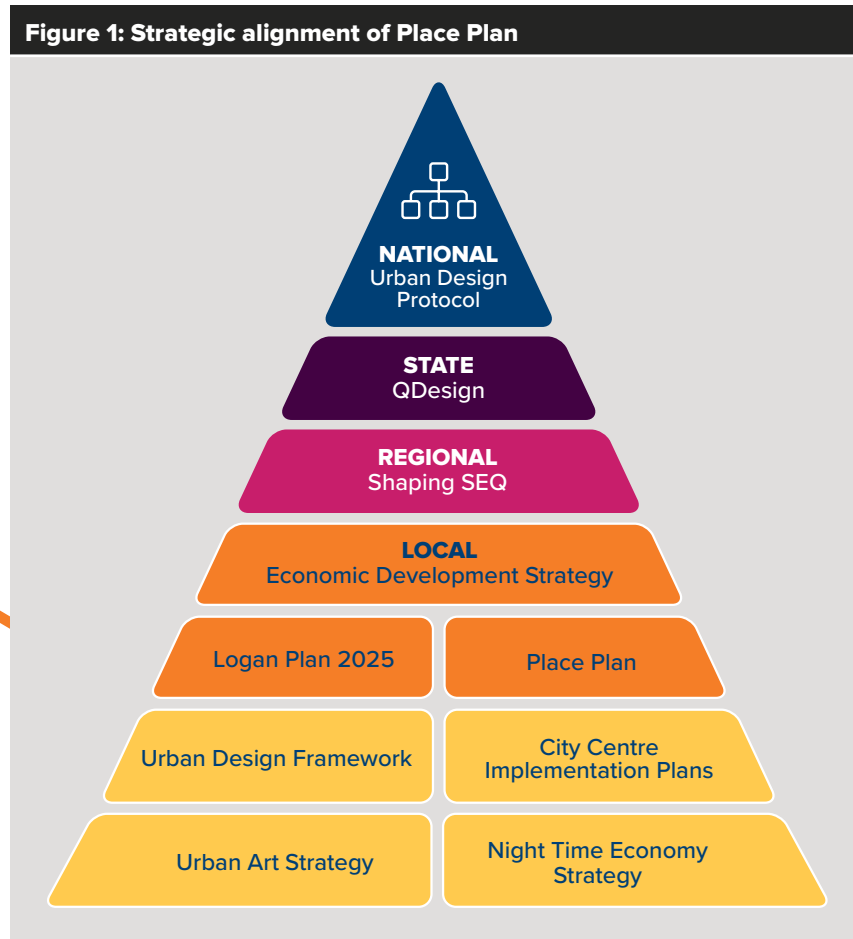 Figure 1: Strategic alignment of Place Plan
NATIONAL
Urban Design
Protocol
STATE
QDesign
REGIONAL
Shaping SEQ
LOCAL
Economic Development Strategy
Logan Plan 2025
Place Plan
Urban Design Framework
City Centre
Implementation Plans
Urban Art Strategy
Night Time Economy
Strategy